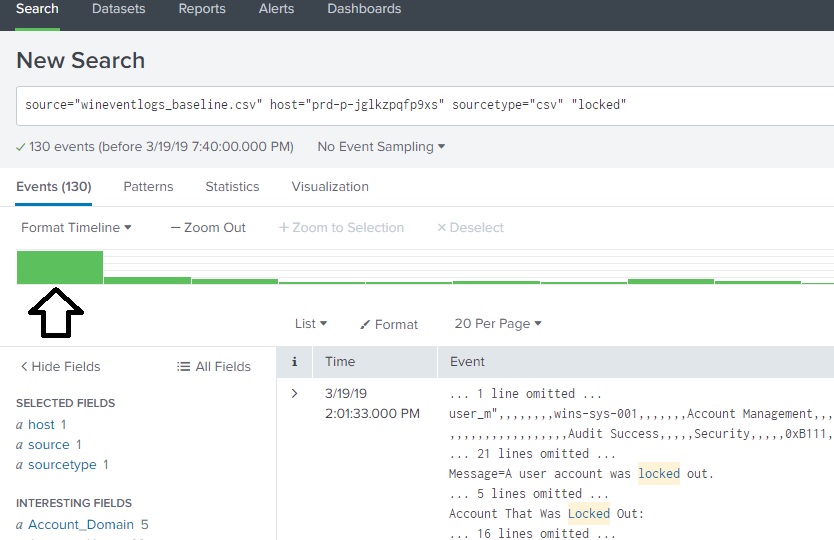 Search Datasets Reports Alerts Dashboards
New Search
source="wineventlogs_baseline.csv" host="prd-p-jglkzpqfp9xs" sourcetype="csv" "locked"
✓ 130 events (before 3/19/19 7:40:00.000 PM) No Event Sampling ▾
Events (130) Patterns Statistics Visualization
Format Timeline ▾ — Zoom Out + Zoom to Selection × Deselect
List ▾ Format 20 Per Page ▾
< Hide Fields All Fields
i Time Event
SELECTED FIELDS
a host 1
a source 1
a sourcetype 1
INTERESTING FIELDS
a Account_Domain 5
> 3/19/19
2:01:33.000 PM
... 1 line omitted ...
user_m",,,,,,,,wins-sys-001,,,,,,,Account Management,,,
,,,,,,,,,,,,,,,,,Audit Success,,,,,Security,,,,,0xB111,
... 21 lines omitted ...
Message=A user account was locked out.
... 5 lines omitted ...
Account That Was Locked Out:
... 16 lines omitted ...